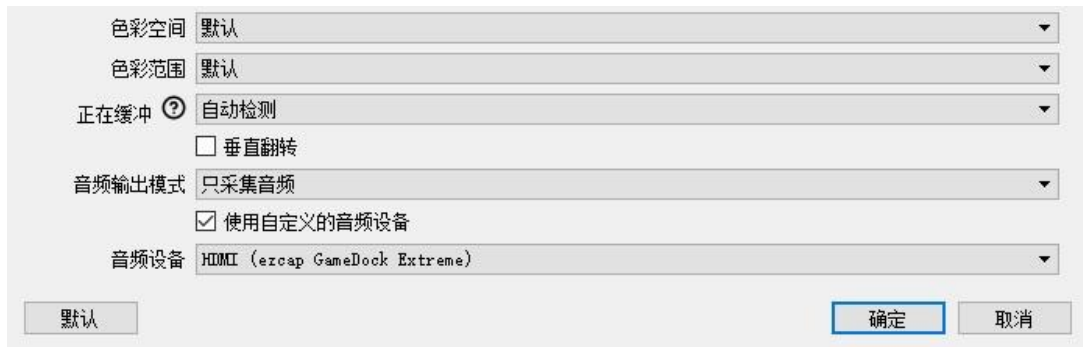 色彩空间 默认
色彩范围 默认
正在缓冲 ? 自动检测
垂直翻转
音频输出模式 只采集音频
使用自定义的音频设备
音频设备 HDMI (ezcap GameDock Extreme)
默认 确定 取消